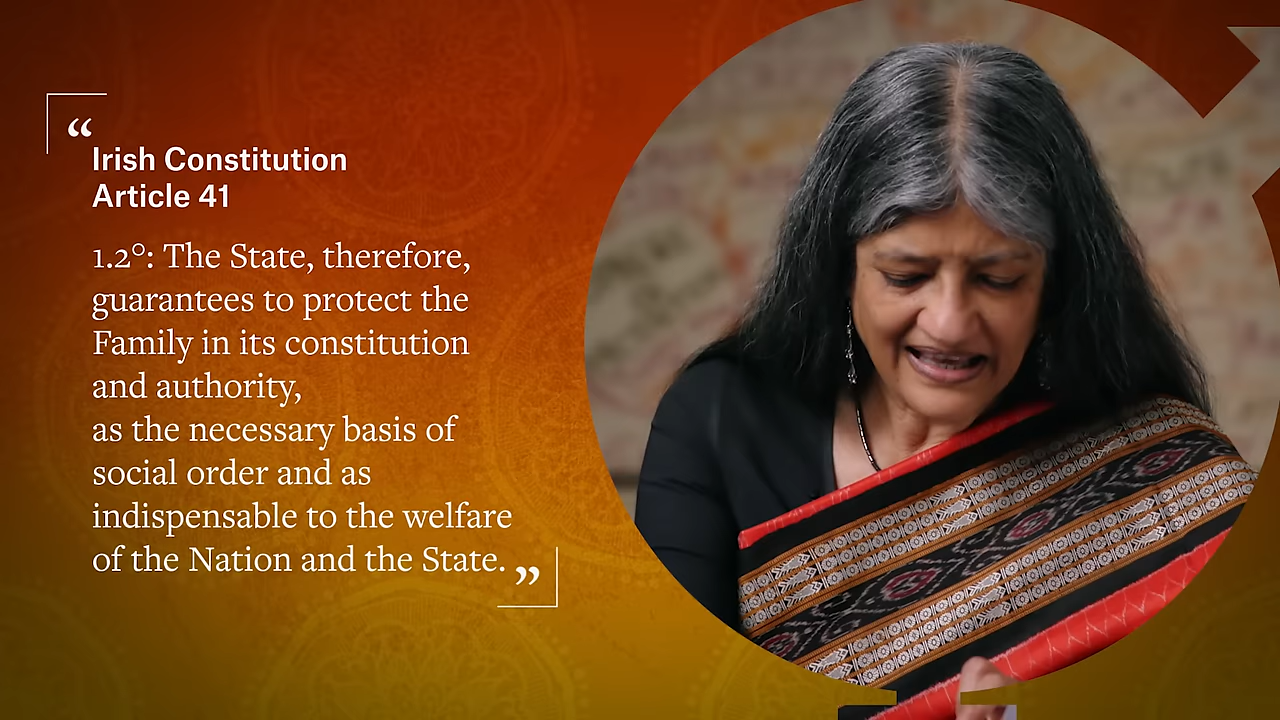 “
Irish Constitution
Article 41
1.2°: The State, therefore,
guarantees to protect the
Family in its constitution
and authority,
as the necessary basis of
social order and as
indispensable to the welfare
of the Nation and the State. ”